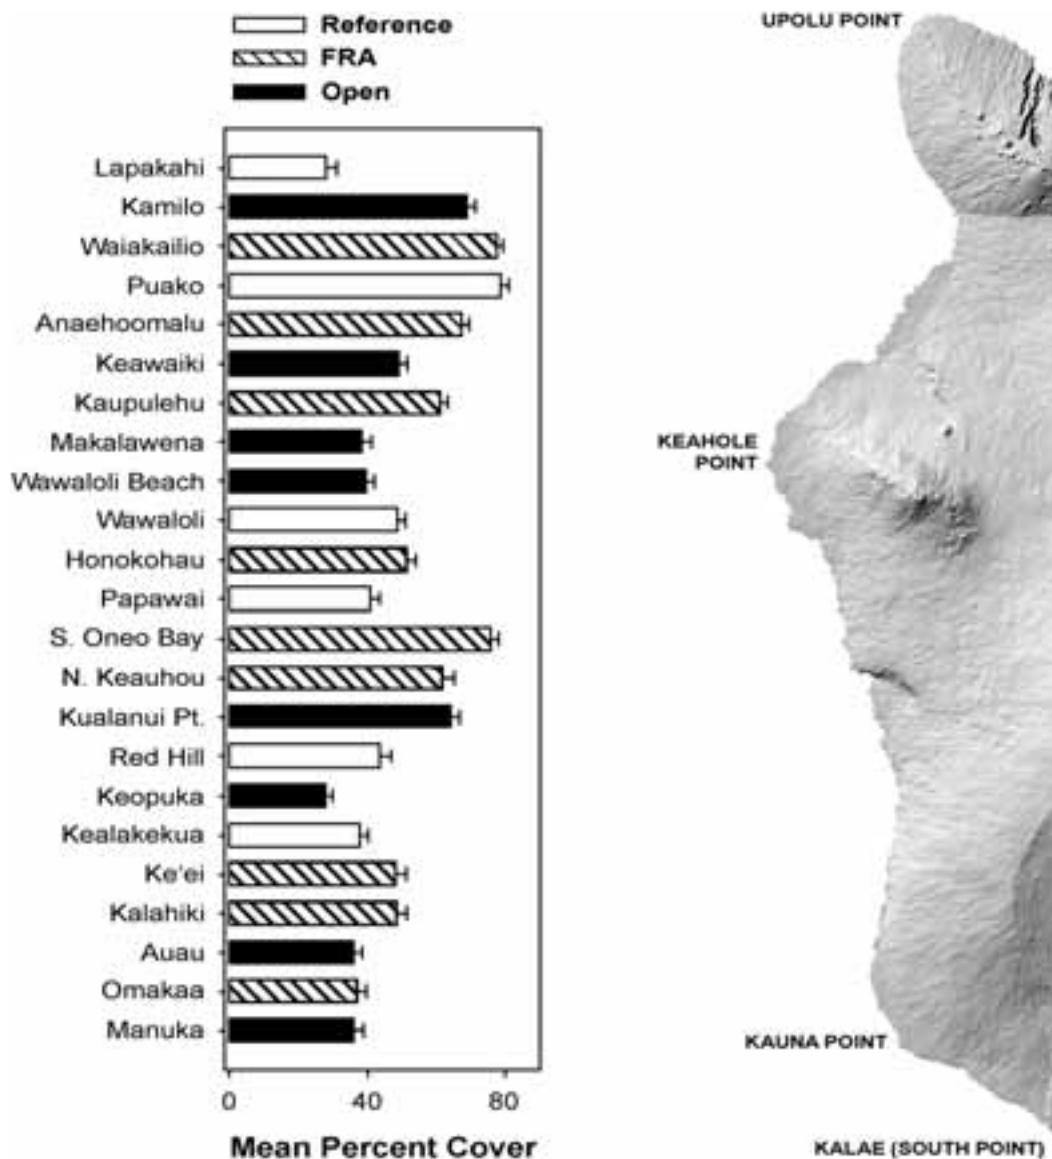 Reference
FRA
Open
UPOLU POINT
Lapakahi
Kamilo
Waiakailio
Puako
Anaehoomalu
Keawaiki
Kaupulehu
Makalawena
Wawaloli Beach
Wawaloli
Honokohau
Papawai
S. Oneo Bay
N. Keauhou
Kualanui Pt.
Red Hill
Keopuka
Kealakekua
Ke'ei
Kalahiki
Auau
Omakaa
Manuka
0 40 80
Mean Percent Cover
KEAHOLE
POINT
KAUNA POINT
KALAE (SOUTH POINT)